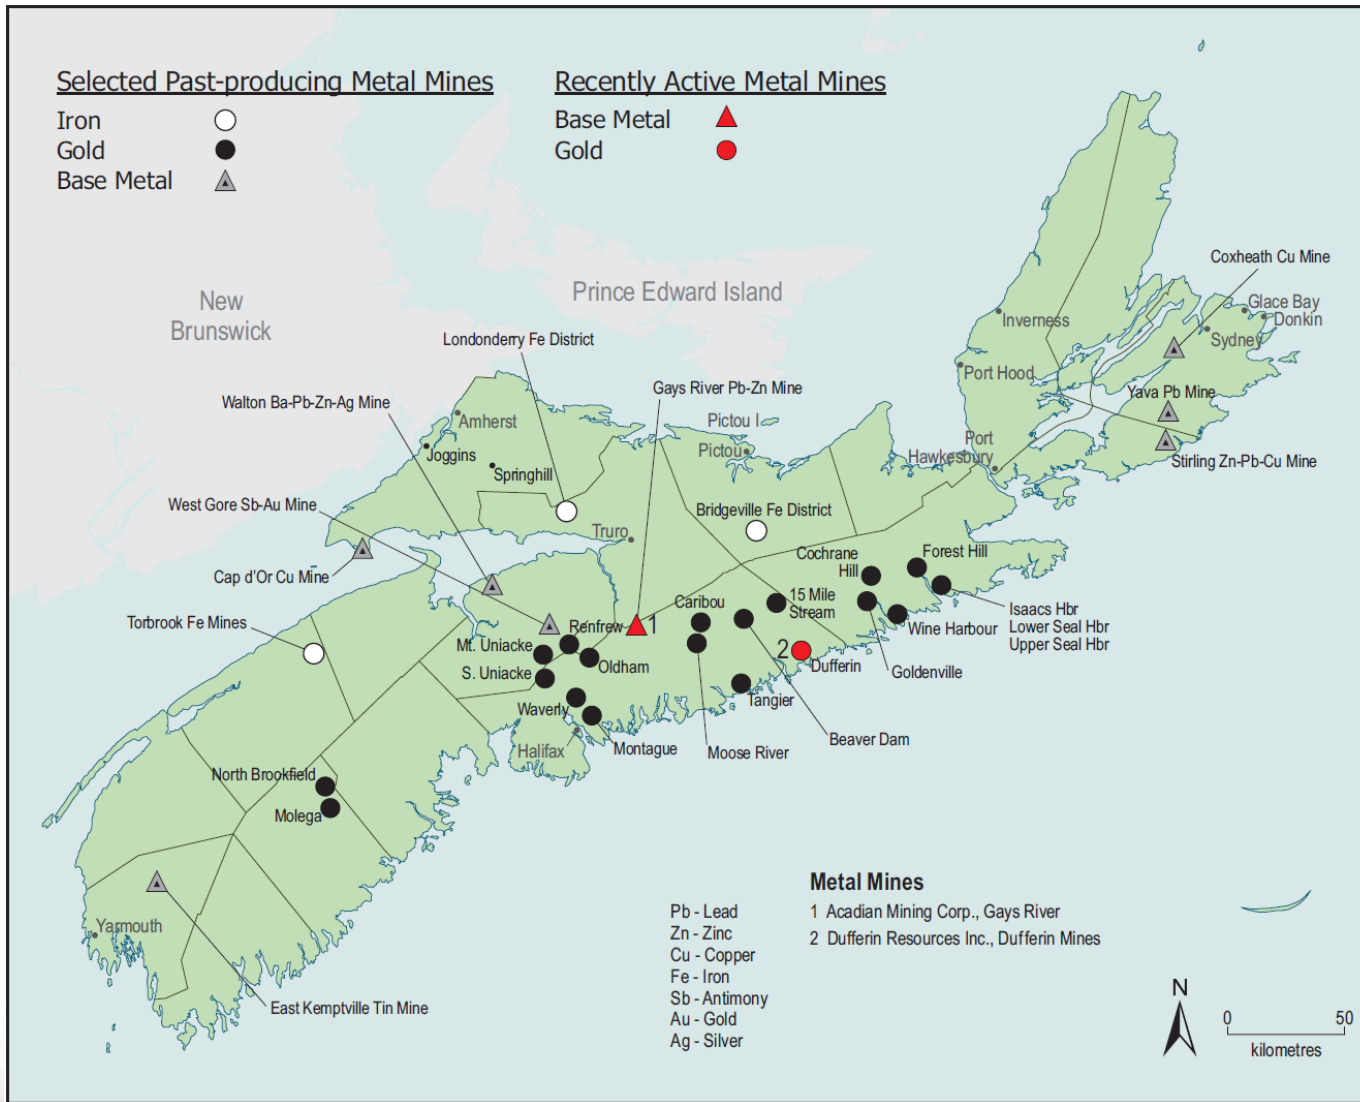 Selected Past-producing Metal Mines
Iron
Gold
Base Metal
Recently Active Metal Mines
Base Metal
Gold
New
Brunswick
Prince Edward Island
Coxheath Cu Mine
Glace Bay
Donkin
Sydney
Inverness
Londonderry Fe District
Port Hood
Gays River Pb-Zn Mine
Walton Ba-Pb-Zn-Ag Mine
Yava Pb Mine
Amherst
Pictou I
Joggins
Pictou
Port
Hawkesbury
Springhill
Stirling Zn-Pb-Cu Mine
West Gore Sb-Au Mine
Bridgeville Fe District
Truro
Cap d'Or Cu Mine
Cochrane
Hill
Forest Hill
15 Mile
Stream
Caribou
Isaacs Hbr
Lower Seal Hbr
Upper Seal Hbr
Torbrook Fe Mines
Renfrew
1
Wine Harbour
Mt. Uniacke
2
Oldham
Dufferin
S. Uniacke
Goldenville
Waverly
Tangier
Halifax
Montague
Moose River
Beaver Dam
North Brookfield
Molega
Yarmouth
East Kemptville Tin Mine
Pb - Lead
Zn - Zinc
Cu - Copper
Fe - Iron
Sb - Antimony
Au - Gold
Ag - Silver
Metal Mines
1 Acadian Mining Corp., Gays River
2 Dufferin Resources Inc., Dufferin Mines
N
0 50
kilometres